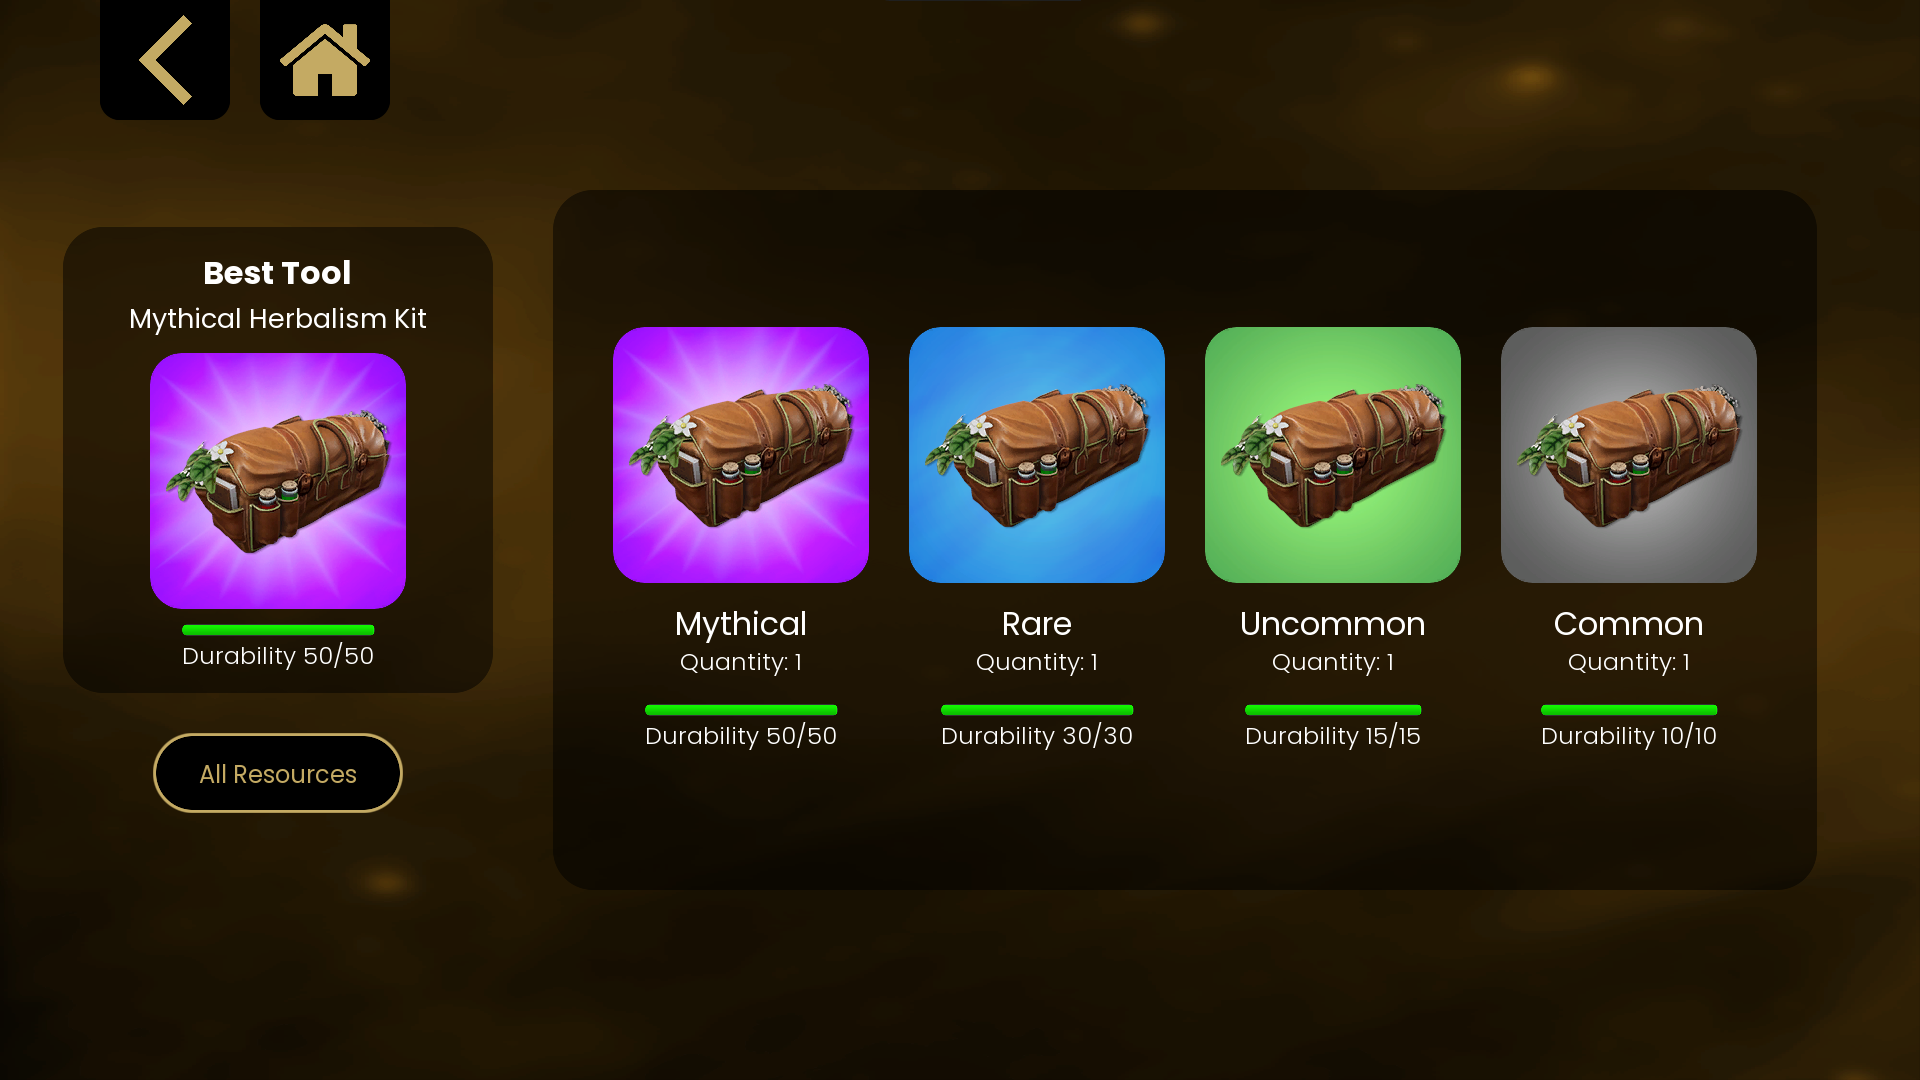 Best Tool
Mythical Herbalism Kit
Durability 50/50
All Resources
Mythical
Quantity: 1
Durability 50/50
Rare
Quantity: 1
Durability 30/30
Uncommon
Quantity: 1
Durability 15/15
Common
Quantity: 1
Durability 10/10